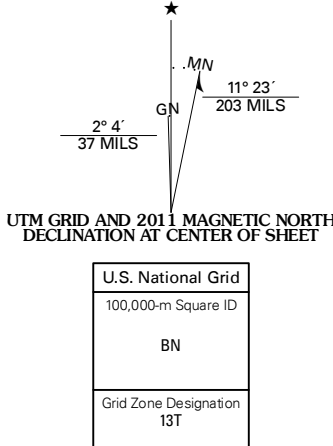 ★
MN
11° 23´
203 MILS
GN
2° 4´
37 MILS
UTM GRID AND 2011 MAGNETIC NORTH
DECLINATION AT CENTER OF SHEET
U.S. National Grid
100,000-m Square ID
BN
Grid Zone Designation
13T